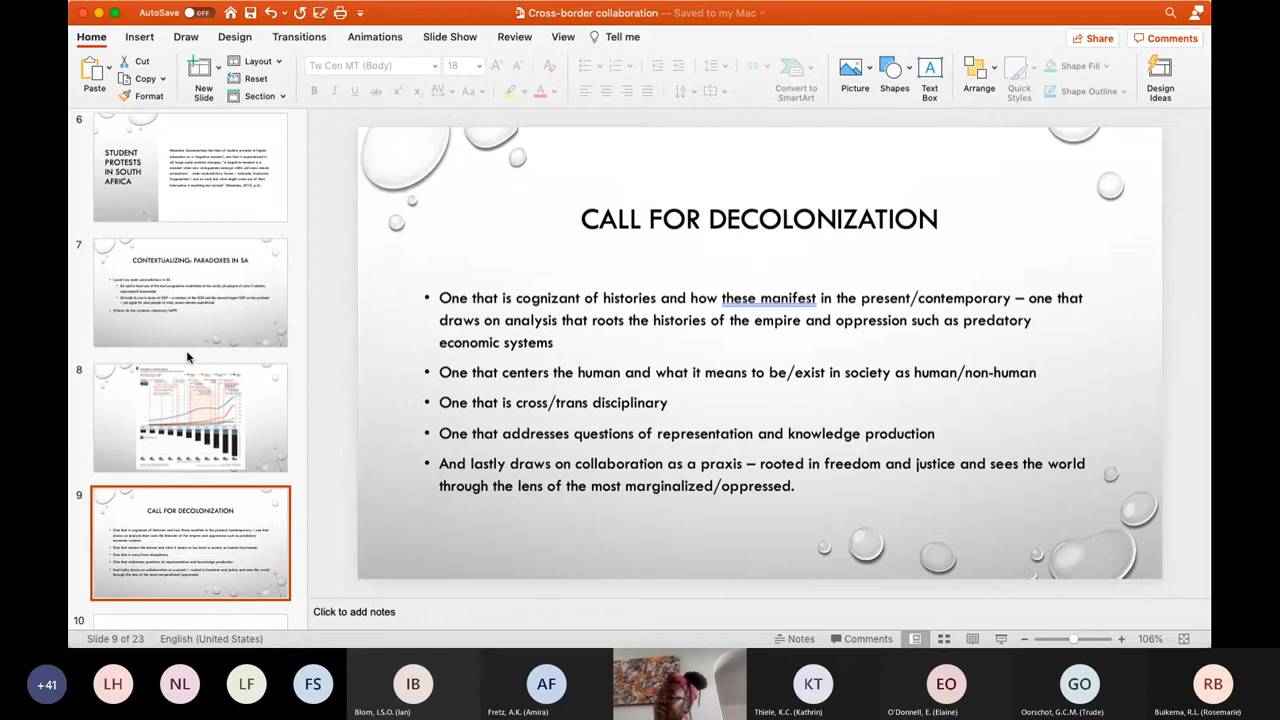 AutoSave OFF
Cross-border collaboration — Saved to my Mac
Home Insert Draw Design Transitions Animations Slide Show Review View Tell me
Share Comments
Paste
Cut
Copy
Format
New
Slide
Layout
Reset
Section
Tw Cen MT (Body)
18
Convert to
SmartArt
Picture
Shapes
Text
Box
Arrange
Quick
Styles
Shape Fill
Shape Outline
Design
Ideas
6
STUDENT
PROTESTS
IN SOUTH
AFRICA
7
CONTEXTUALIZING: PARADOXES IN SA
8
9
CALL FOR DECOLONIZATION
10
CALL FOR DECOLONIZATION
• One that is cognizant of histories and how these manifest in the present/contemporary – one that
draws on analysis that roots the histories of the empire and oppression such as predatory
economic systems
• One that centers the human and what it means to be/exist in society as human/non-human
• One that is cross/trans disciplinary
• One that addresses questions of representation and knowledge production
• And lastly draws on collaboration as a praxis – rooted in freedom and justice and sees the world
through the lens of the most marginalized/oppressed.
Click to add notes
Slide 9 of 23 English (United States)
Notes Comments 106%
+41 LH NL LF FS IB AF KT EO GO RB
Blom, I.S.O. (Ian) Fretz, A.K. (Amira) Thiele, K.C. (Kathrin) O'Donnell, E. (Elaine) Oorschot, G.C.M. (Trude) Buikema, R.L. (Rosemarie)